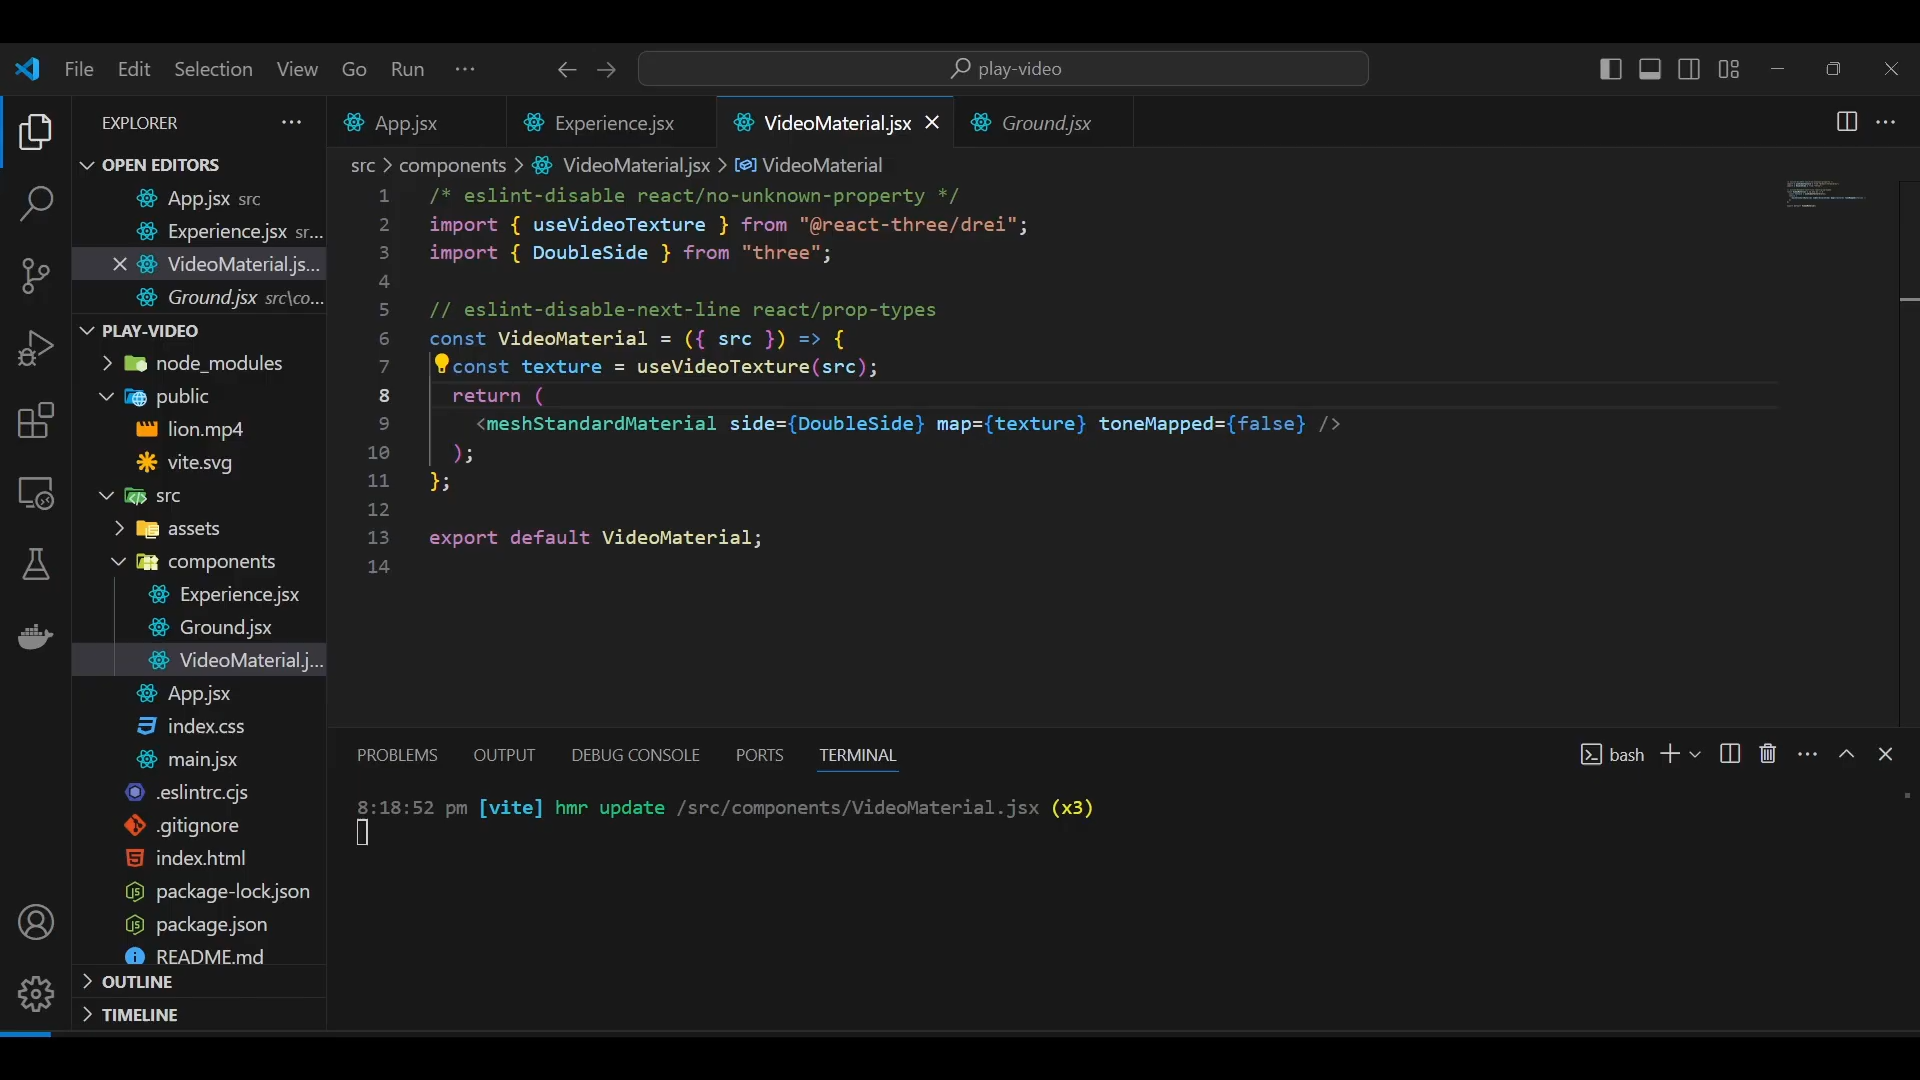 File Edit Selection View Go Run ··· play-video
EXPLORER ···
OPEN EDITORS
App.jsx src
Experience.jsx sr...
VideoMaterial.js...
Ground.jsx src\co...
PLAY-VIDEO
node_modules
public
lion.mp4
vite.svg
src
assets
components
Experience.jsx
Ground.jsx
VideoMaterial.j...
App.jsx
index.css
main.jsx
.eslintrc.cjs
.gitignore
index.html
package-lock.json
package.json
README.md
OUTLINE
TIMELINE
App.jsx Experience.jsx VideoMaterial.jsx Ground.jsx
src > components > VideoMaterial.jsx > VideoMaterial
1 /* eslint-disable react/no-unknown-property */
2 import { useVideoTexture } from "@react-three/drei";
3 import { DoubleSide } from "three";
4
5 // eslint-disable-next-line react/prop-types
6 const VideoMaterial = ({ src }) => {
7 const texture = useVideoTexture(src);
8 return (
9 <meshStandardMaterial side={DoubleSide} map={texture} toneMapped={false} />
10 );
11 };
12
13 export default VideoMaterial;
14
PROBLEMS OUTPUT DEBUG CONSOLE PORTS TERMINAL bash
8:18:52 pm [vite] hmr update /src/components/VideoMaterial.jsx (x3)